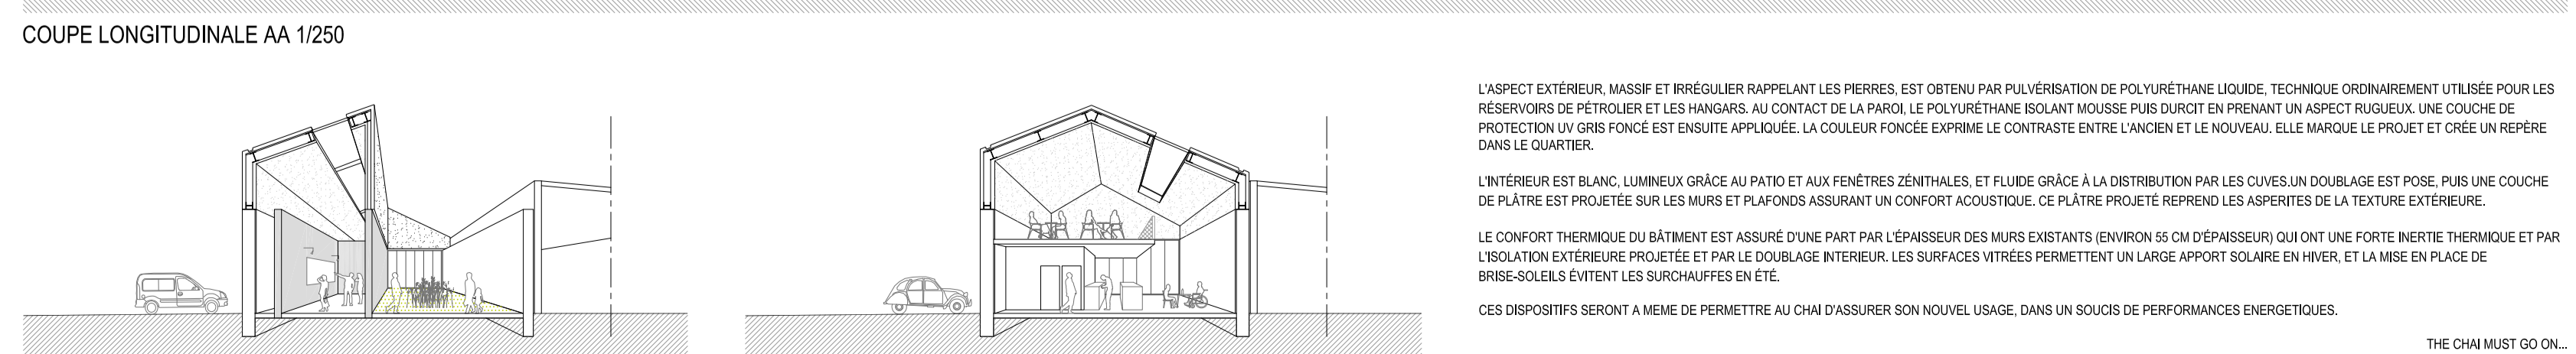 COUPE LONGITUDINALE AA 1/250
L'ASPECT EXTÉRIEUR, MASSIF ET IRRÉGULIER RAPPELANT LES PIERRES, EST OBTENU PAR PULVÉRISATION DE POLYURÉTHANE LIQUIDE, TECHNIQUE ORDINAIREMENT UTILISÉE POUR LES
RÉSERVOIRS DE PÉTROLIER ET LES HANGARS. AU CONTACT DE LA PAROI, LE POLYURÉTHANE ISOLANT MOUSSE PUIS DURCIT EN PRENANT UN ASPECT RUGUEUX. UNE COUCHE DE
PROTECTION UV GRIS FONCÉ EST ENSUITE APPLIQUÉE. LA COULEUR FONCÉE EXPRIME LE CONTRASTE ENTRE L'ANCIEN ET LE NOUVEAU. ELLE MARQUE LE PROJET ET CRÉE UN REPÈRE
DANS LE QUARTIER.
L'INTÉRIEUR EST BLANC, LUMINEUX GRÂCE AU PATIO ET AUX FENÊTRES ZÉNITHALES, ET FLUIDE GRÂCE À LA DISTRIBUTION PAR LES CUVES.UN DOUBLAGE EST POSE, PUIS UNE COUCHE
DE PLÂTRE EST PROJETÉE SUR LES MURS ET PLAFONDS ASSURANT UN CONFORT ACOUSTIQUE. CE PLÂTRE PROJETÉ REPREND LES ASPERITES DE LA TEXTURE EXTÉRIEURE.
LE CONFORT THERMIQUE DU BÂTIMENT EST ASSURÉ D'UNE PART PAR L'ÉPAISSEUR DES MURS EXISTANTS (ENVIRON 55 CM D'ÉPAISSEUR) QUI ONT UNE FORTE INERTIE THERMIQUE ET PAR
L'ISOLATION EXTÉRIEURE PROJETÉE ET PAR LE DOUBLAGE INTERIEUR. LES SURFACES VITRÉES PERMETTENT UN LARGE APPORT SOLAIRE EN HIVER, ET LA MISE EN PLACE DE
BRISE-SOLEILS ÉVITENT LES SURCHAUFFES EN ÉTÉ.
CES DISPOSITIFS SERONT A MEME DE PERMETTRE AU CHAI D'ASSURER SON NOUVEL USAGE, DANS UN SOUCIS DE PERFORMANCES ENERGETIQUES.
THE CHAI MUST GO ON...